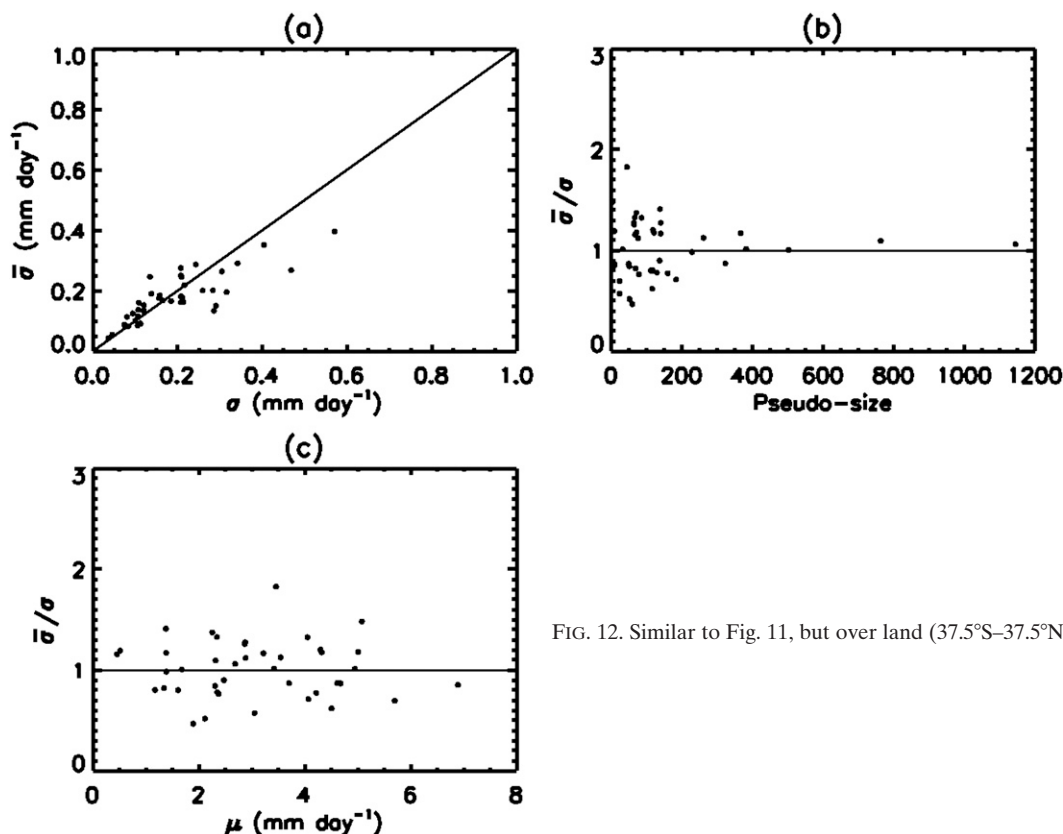 (a)
1.0
0.8
0.6
0.4
0.2
0.0
σ̄ (mm day⁻¹)
0.0 0.2 0.4 0.6 0.8 1.0
σ (mm day⁻¹)
(b)
3
2
1
0
σ̄/σ
0 200 400 600 800 1000 1200
Pseudo-size
(c)
3
2
1
0
σ̄/σ
0 2 4 6 8
μ (mm day⁻¹)
FIG. 12. Similar to Fig. 11, but over land (37.5°S–37.5°N